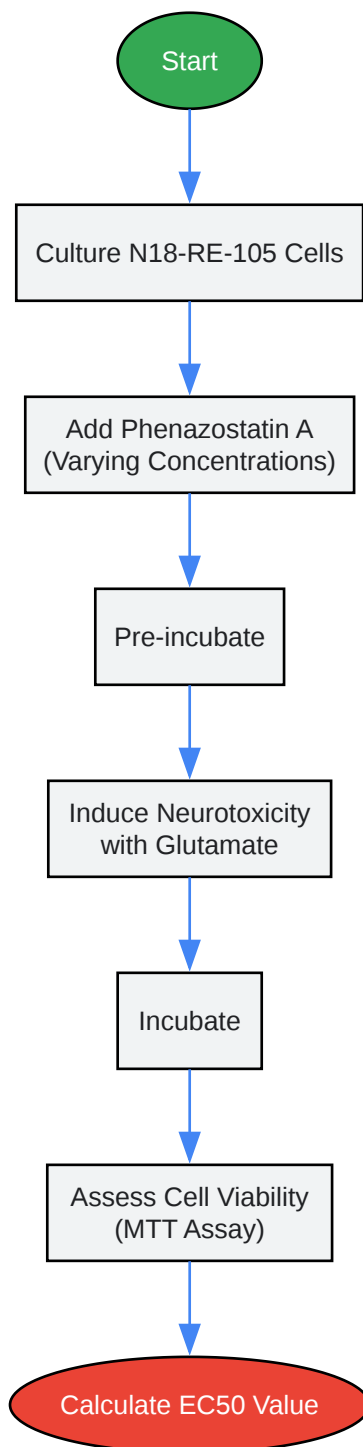 Start
Culture N18-RE-105 Cells
Add Phenazostatin A
(Varying Concentrations)
Pre-incubate
Induce Neurotoxicity
with Glutamate
Incubate
Assess Cell Viability
(MTT Assay)
Calculate EC50 Value